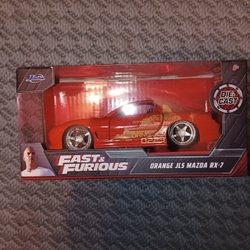 Jada
DIE
CAST
FAST&
FURIOUS
ORANGE JLS MAZDA RX-7